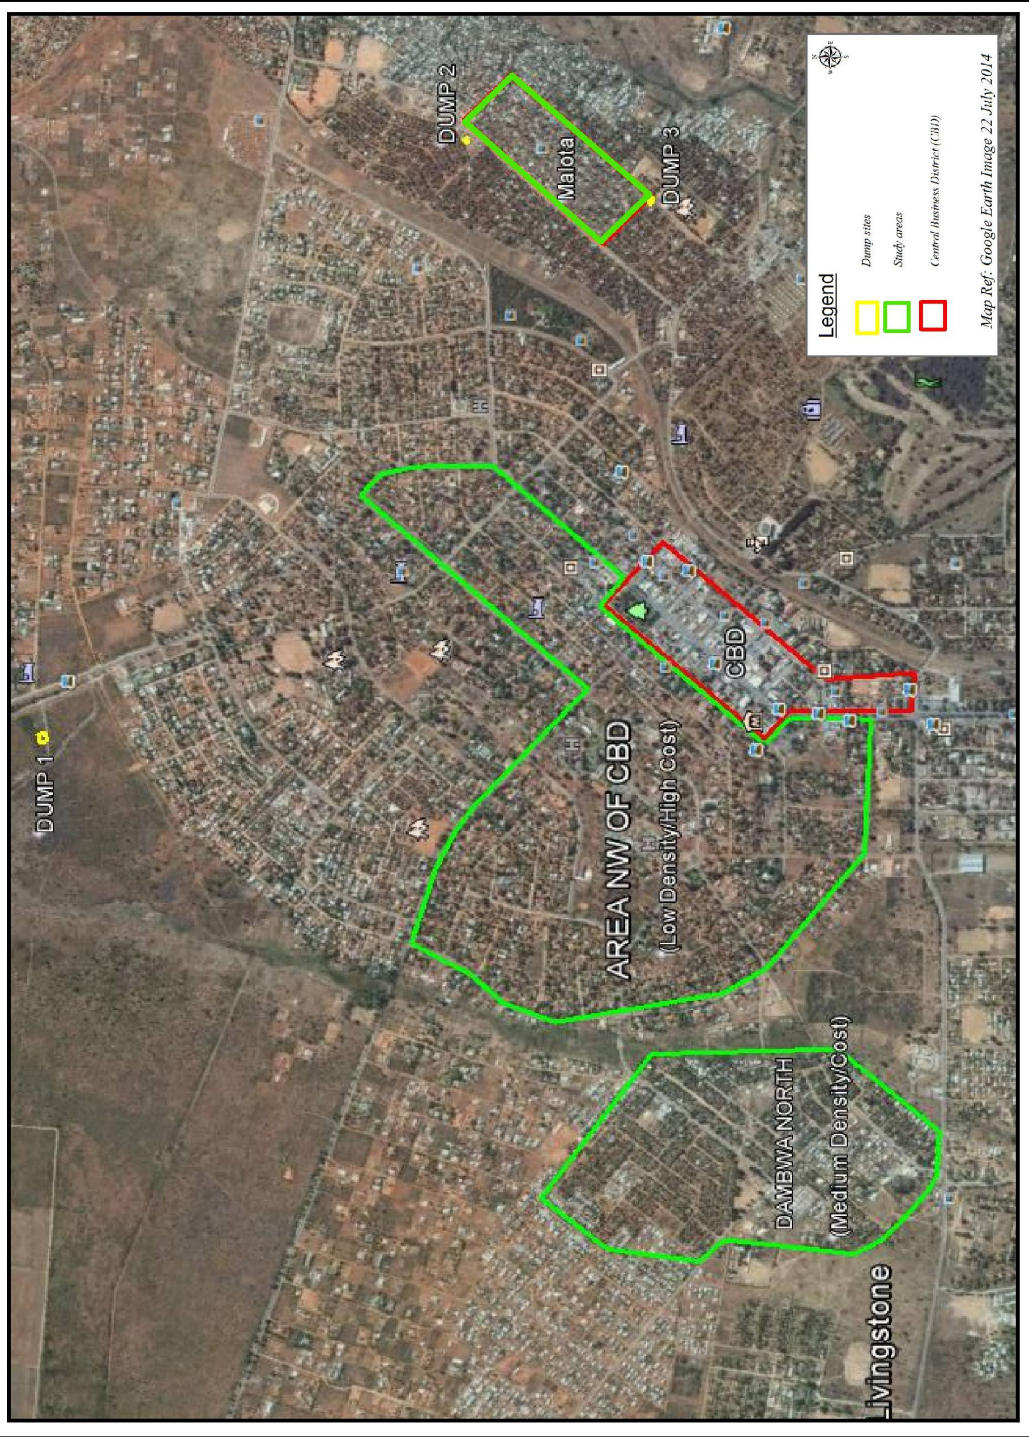 DUMP 1
DUMP 2
Malota
DUMP 3
AREA NW OF CBD
(Low Density/High Cost)
CBD
DAMBWA NORTH
(Medium Density/Cost)
Livingstone
Legend
Dump sites
Study areas
Central Business District (CBD)
Map Ref: Google Earth Image 22 July 2014
N
E
S
W
H
H
H
M